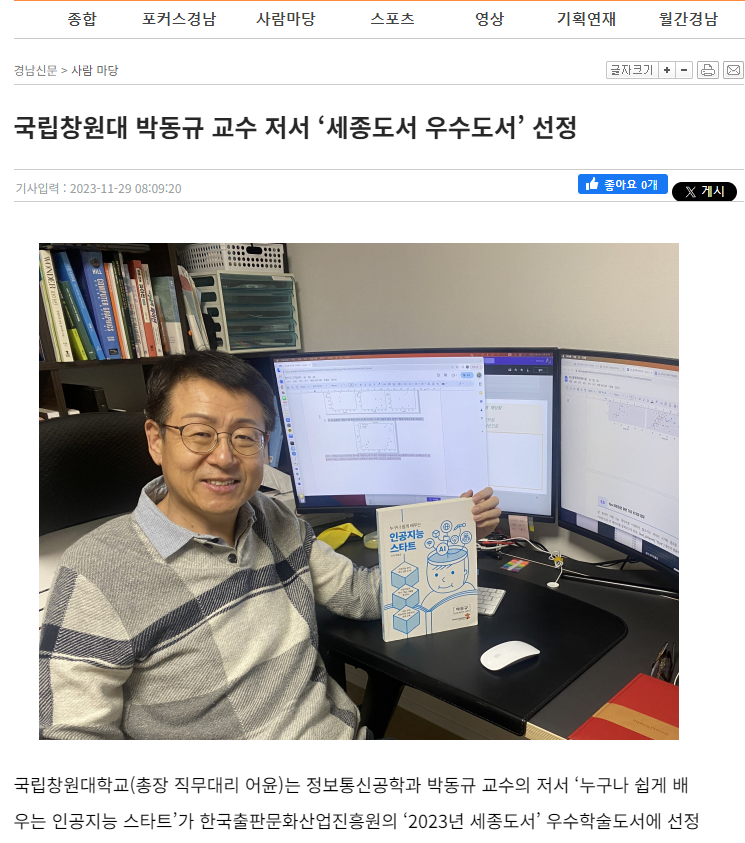 종합 포커스경남 사람마당 스포츠 영상 기획연재 월간경남
경남신문 > 사람 마당
글자크기 + -
국립창원대 박동규 교수 저서 ‘세종도서 우수도서’ 선정
기사입력 : 2023-11-29 08:09:20
좋아요 0개
X 게시
COMPUTER GRAPHICS
누구나 쉽게 배우는
인공지능
스타트
AI
박동규
국립창원대학교(총장 직무대리 어윤)는 정보통신공학과 박동규 교수의 저서 ‘누구나 쉽게 배
우는 인공지능 스타트’가 한국출판문화산업진흥원의 ‘2023년 세종도서’ 우수학술도서에 선정